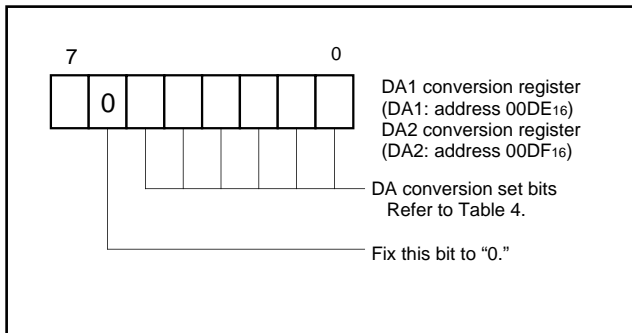 7 0
0
DA1 conversion register
(DA1: address 00DE16)
DA2 conversion register
(DA2: address 00DF16)
DA conversion set bits
Refer to Table 4.
Fix this bit to “0.”